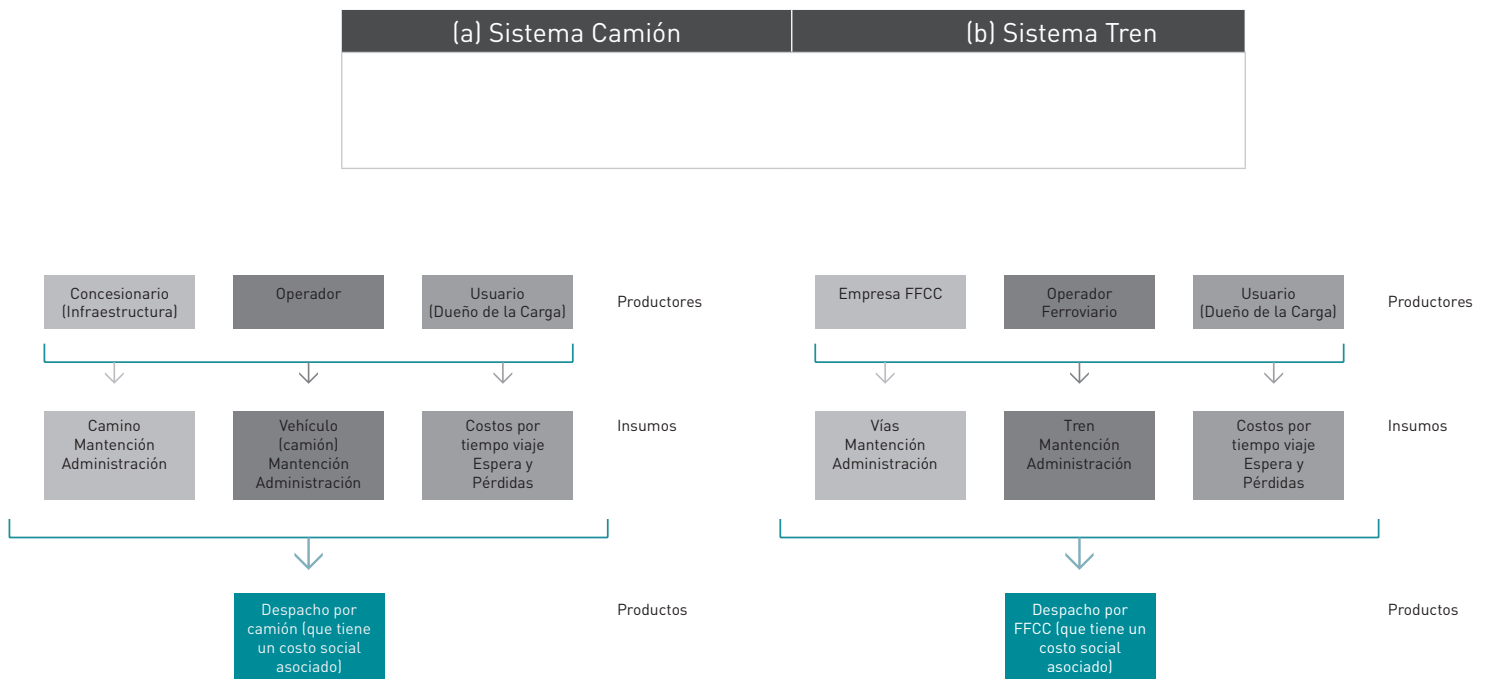 (a) Sistema Camión
(b) Sistema Tren
Concesionario
(Infraestructura)
Operador
Usuario
(Dueño de la Carga)
Productores
Camino
Mantención
Administración
Vehículo
(camión)
Mantención
Administración
Costos por
tiempo viaje
Espera y
Pérdidas
Insumos
Despacho por
camión (que tiene
un costo social
asociado)
Productos
Empresa FFCC
Operador
Ferroviario
Usuario
(Dueño de la Carga)
Productores
Vías
Mantención
Administración
Tren
Mantención
Administración
Costos por
tiempo viaje
Espera y
Pérdidas
Insumos
Despacho por
FFCC (que tiene un
costo social
asociado)
Productos